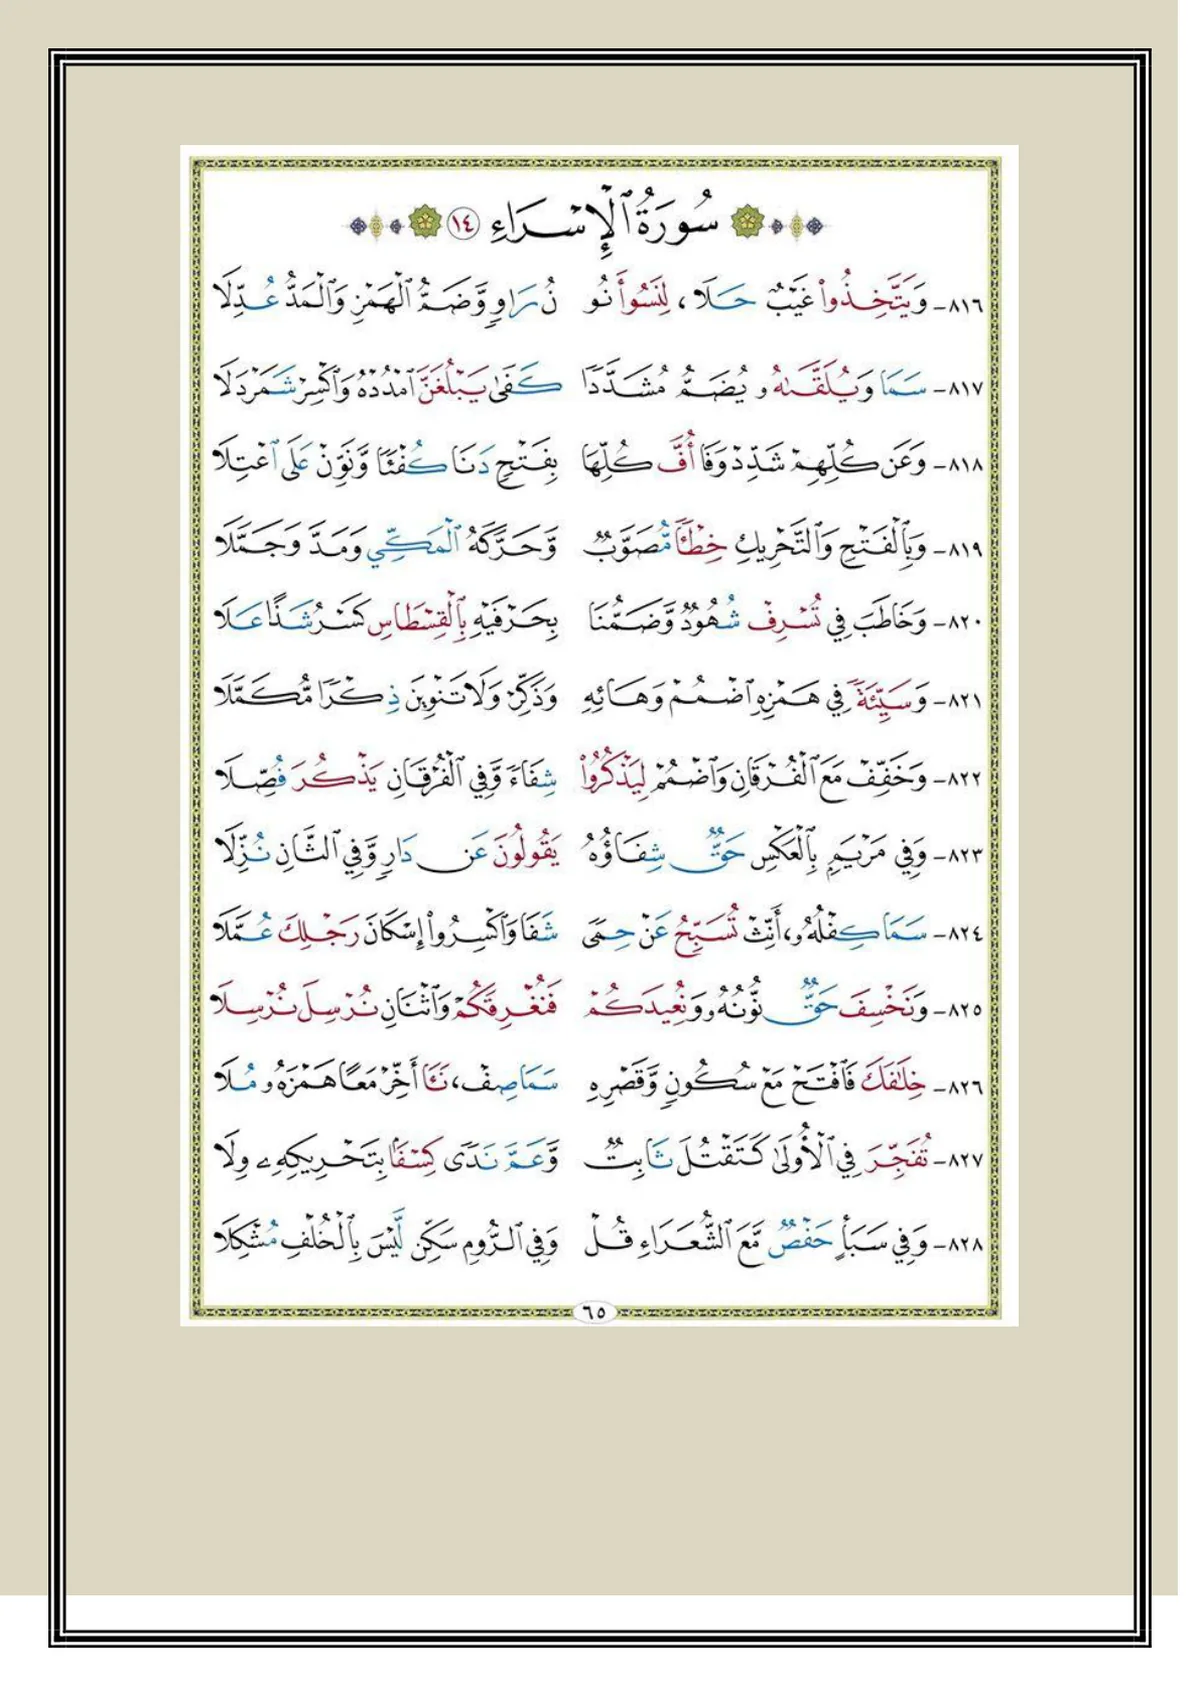 سُورَةُ ٱلْإِسْرَاءِ ١٤
٨١٦- وَيَتَّخِذُواْ غَيْبٌ حَلَا ، لِنَسُوأَ نُو نُ رَاوٍ وَّضَمُّ ٱلْهَمْزِ وَٱلْمَدُّ عُدِّلَا
٨١٧- سَمَا وَيُلَقَّىٰهُ و يُضَمُّ مُشَدَّدًا كَفَىٰ يَبْلُغَنَّ ٱمْدُدْهُ وَٱكْسِرْ شَمَرْدَلَا
٨١٨- وَعَن كُلِّهِمْ شَدِّدْ وَفَا أُفَّ كُلِّهَا بِفَتْحٍ دَنَا كُفْئًا وَّنَوِّنْ عَلَى ٱعْتِلَا
٨١٩- وَبِٱلْفَتْحِ وَٱلتَّحْرِيكِ خِطْـًٔا مُّصَوَّبٌ وَّحَرَّكَهُ ٱلْمَكِّي وَمَدَّ وَجَمَّلَا
٨٢٠- وَخَاطَبَ فِي تُسْرِفْ شُهُودٌ وَّضَمُّنَا بِحَرْفَيْهِ بِٱلْقِسْطَاسِ كَسْرُ شَذًا عَلَا
٨٢١- وَسَيِّئَةً فِي هَمْزِهِ ٱضْمُمْ وَهَائِهِ وَذَكِّرْ وَلَا تَنْوِينَ ذِكْرًا مُّكَمَّلَا
٨٢٢- وَخَفِّفْ مَعَ ٱلْفُرْقَانِ وَٱضْمُمْ لِيَذْكُرُواْ شِفَاءً وَّفِي ٱلْفُرْقَانِ يَذْكُرَ فُصِّلَا
٨٢٣- وَفِي مَرْيَمٍ بِٱلْعَكْسِ حَقٌّ شِفَاؤُهُ يَقُولُونَ عَن دَارٍ وَّفِي ٱلثَّانِ نُزِّلَا
٨٢٤- سَمَا كِفْلُهُ و، أَنِّثْ تُسَبِّحُ عَنْ حِمًى شَفَا وَٱكْسِرُواْ إِسْكَانَ رَجْلِكَ عُمَّلَا
٨٢٥- وَنَخْسِفَ حَقٌّ نُّونُهُ و وَنُعِيدَكُمْ فَنُغْرِقَكُمْ وَٱثْنَانِ نُرْسِلَ نُرْسِلَا
٨٢٦- خِلَٰفَكَ فَٱفْتَحْ مَعْ سُكُونٍ وَّقَصْرِهِ سَمَا صِفْ، نَـَٔا أَخِّرْ مَعًا هَمْزَهُ و مُلَا
٨٢٧- تُفَجِّرَ فِي ٱلْأُولَىٰ كَتَقْتُلَ ثَابِتٌ وَّعَمَّ نَدًى كِسْفًا بِتَحْرِيكِهِ ے وِلَا
٨٢٨- وَفِي سَبَأٍ حَفْصٌ مَّعَ ٱلشُّعَرَاءِ قُلْ وَفِي ٱلرُّومِ سَكِّن لَّيْسَ بِٱلْخُلْفِ مُشْكِلَا
٦٥